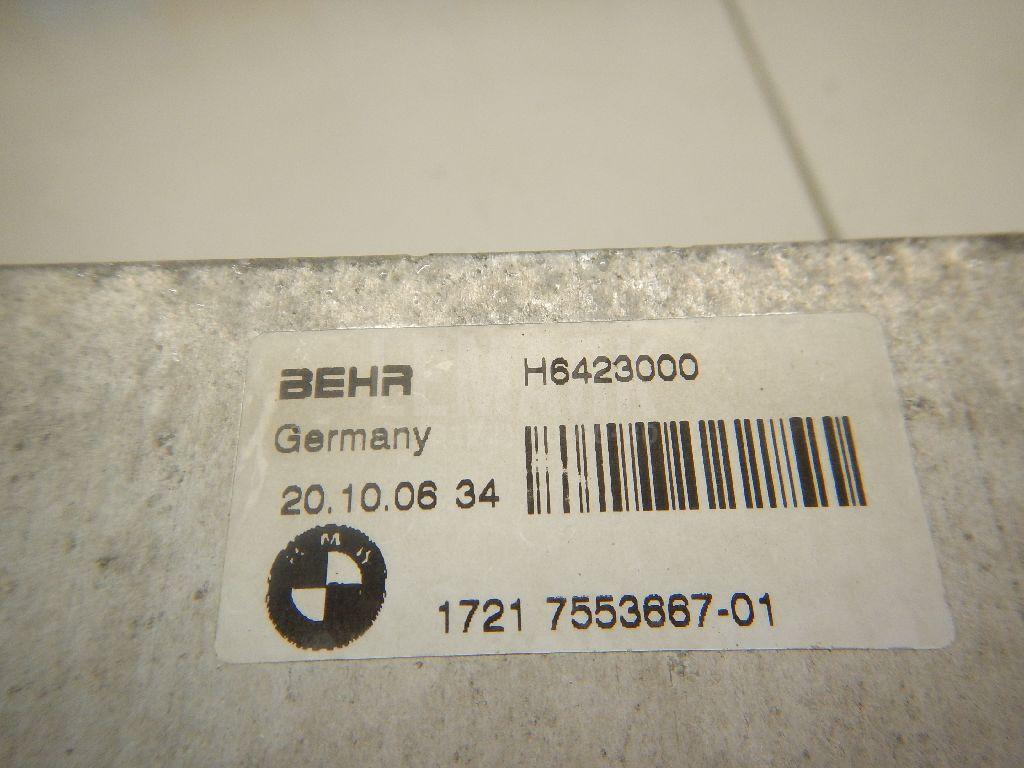 BEHR
H6423000
Germany
20.10.06 34
BMW
1721 7553667-01